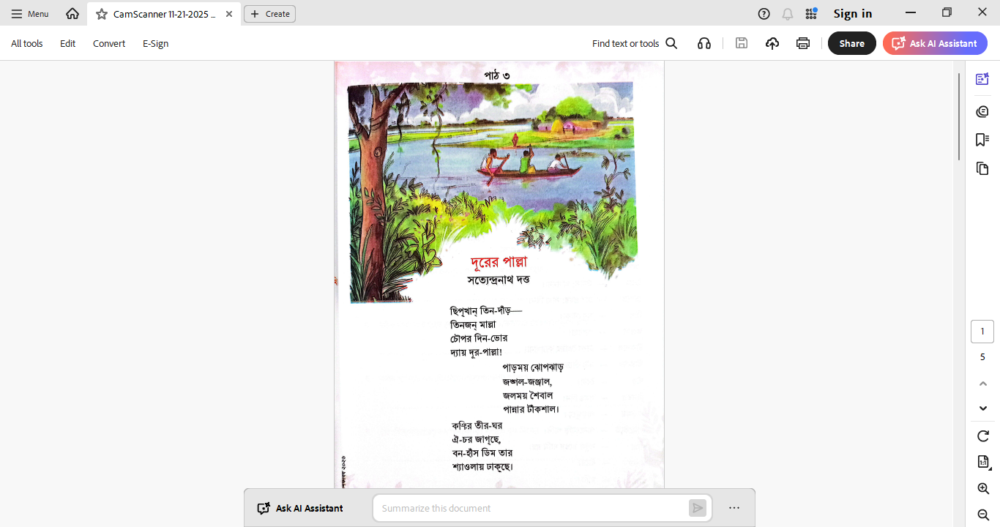 Menu
CamScanner 11-21-2025 ...
Create
Sign in
All tools
Edit
Convert
E-Sign
Find text or tools
Share
Ask AI Assistant
পাঠ ৩
দূরের পাল্লা
সত্যেন্দ্রনাথ দত্ত
ছিপ্‌খান্ তিন-দাঁড়—
তিনজন্ মাল্লা
চৌপর দিন-ভোর
দ্যায় দূর-পাল্লা!
পাড়ময় ঝোপঝাড়
জঙ্গল-জঞ্জাল,
জলময় শৈবাল
পান্নার টাঁকশাল।
কঞ্চির তীর-ঘর
ঐ-চর জাগ্‌ছে,
বন-হাঁস ডিম তার
শ্যাওলায় ঢাক্‌ছে।
1
5
Ask AI Assistant
Summarize this document